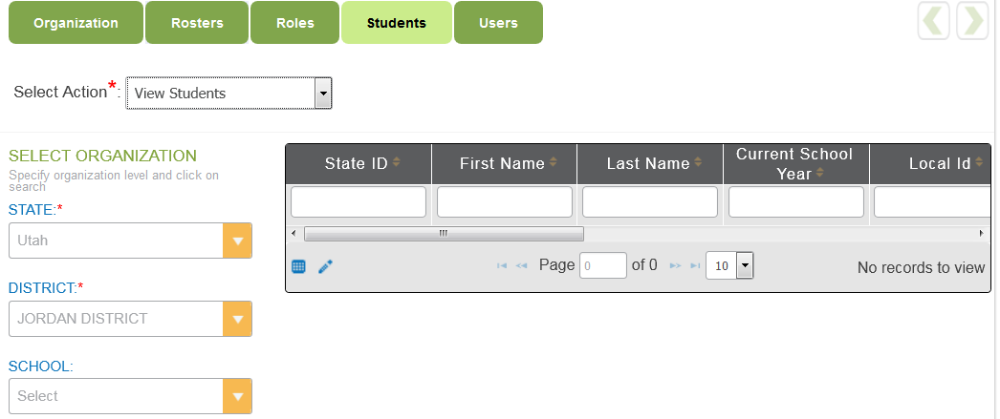 Organization Rosters Roles Students Users
Select Action*: View Students
SELECT ORGANIZATION
Specify organization level and click on
search
STATE:*
Utah
DISTRICT:*
JORDAN DISTRICT
SCHOOL:
Select
State ID First Name Last Name Current School Year Local Id
Page 0 of 0 10 No records to view